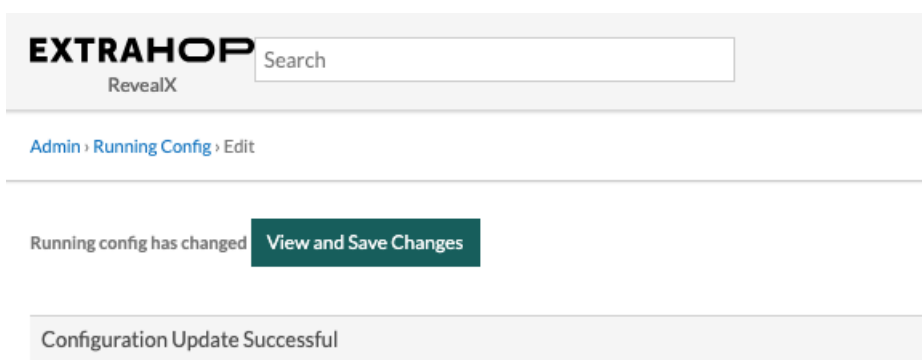 EXTRAHOP
RevealX
Search
Admin › Running Config › Edit
Running config has changed View and Save Changes
Configuration Update Successful